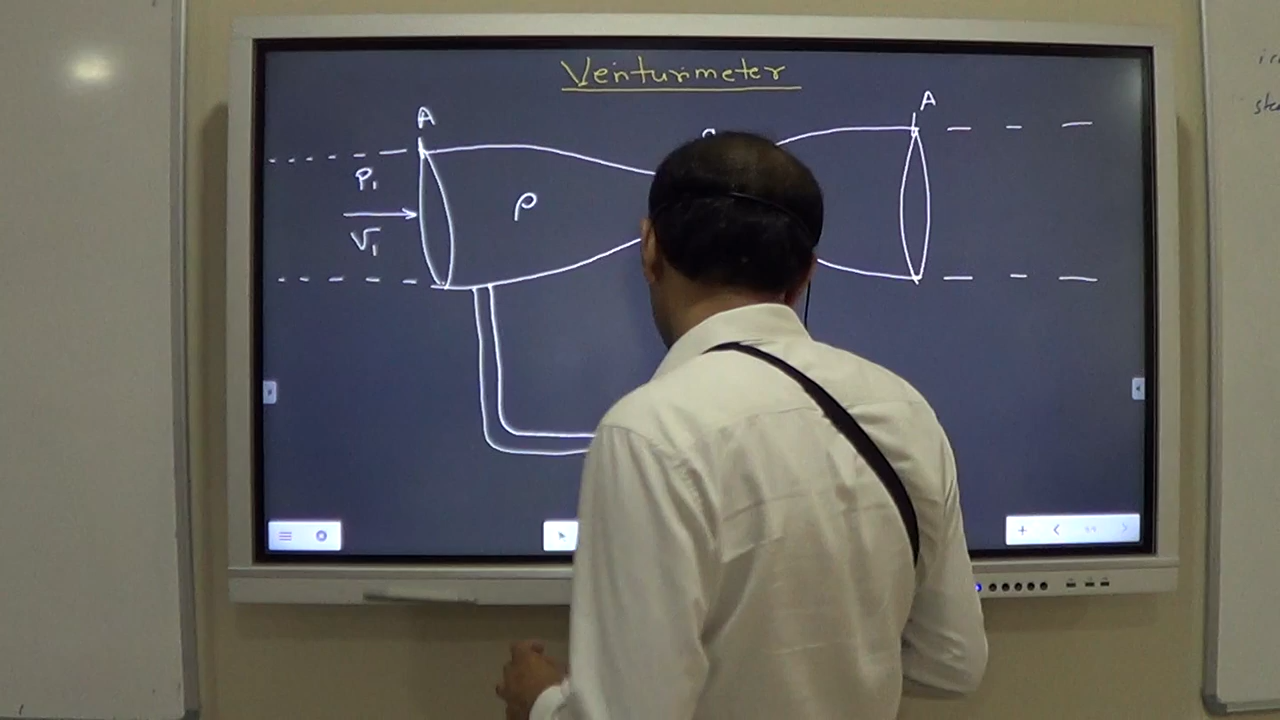 Venturimeter
A
A
P₁
ρ
V₁